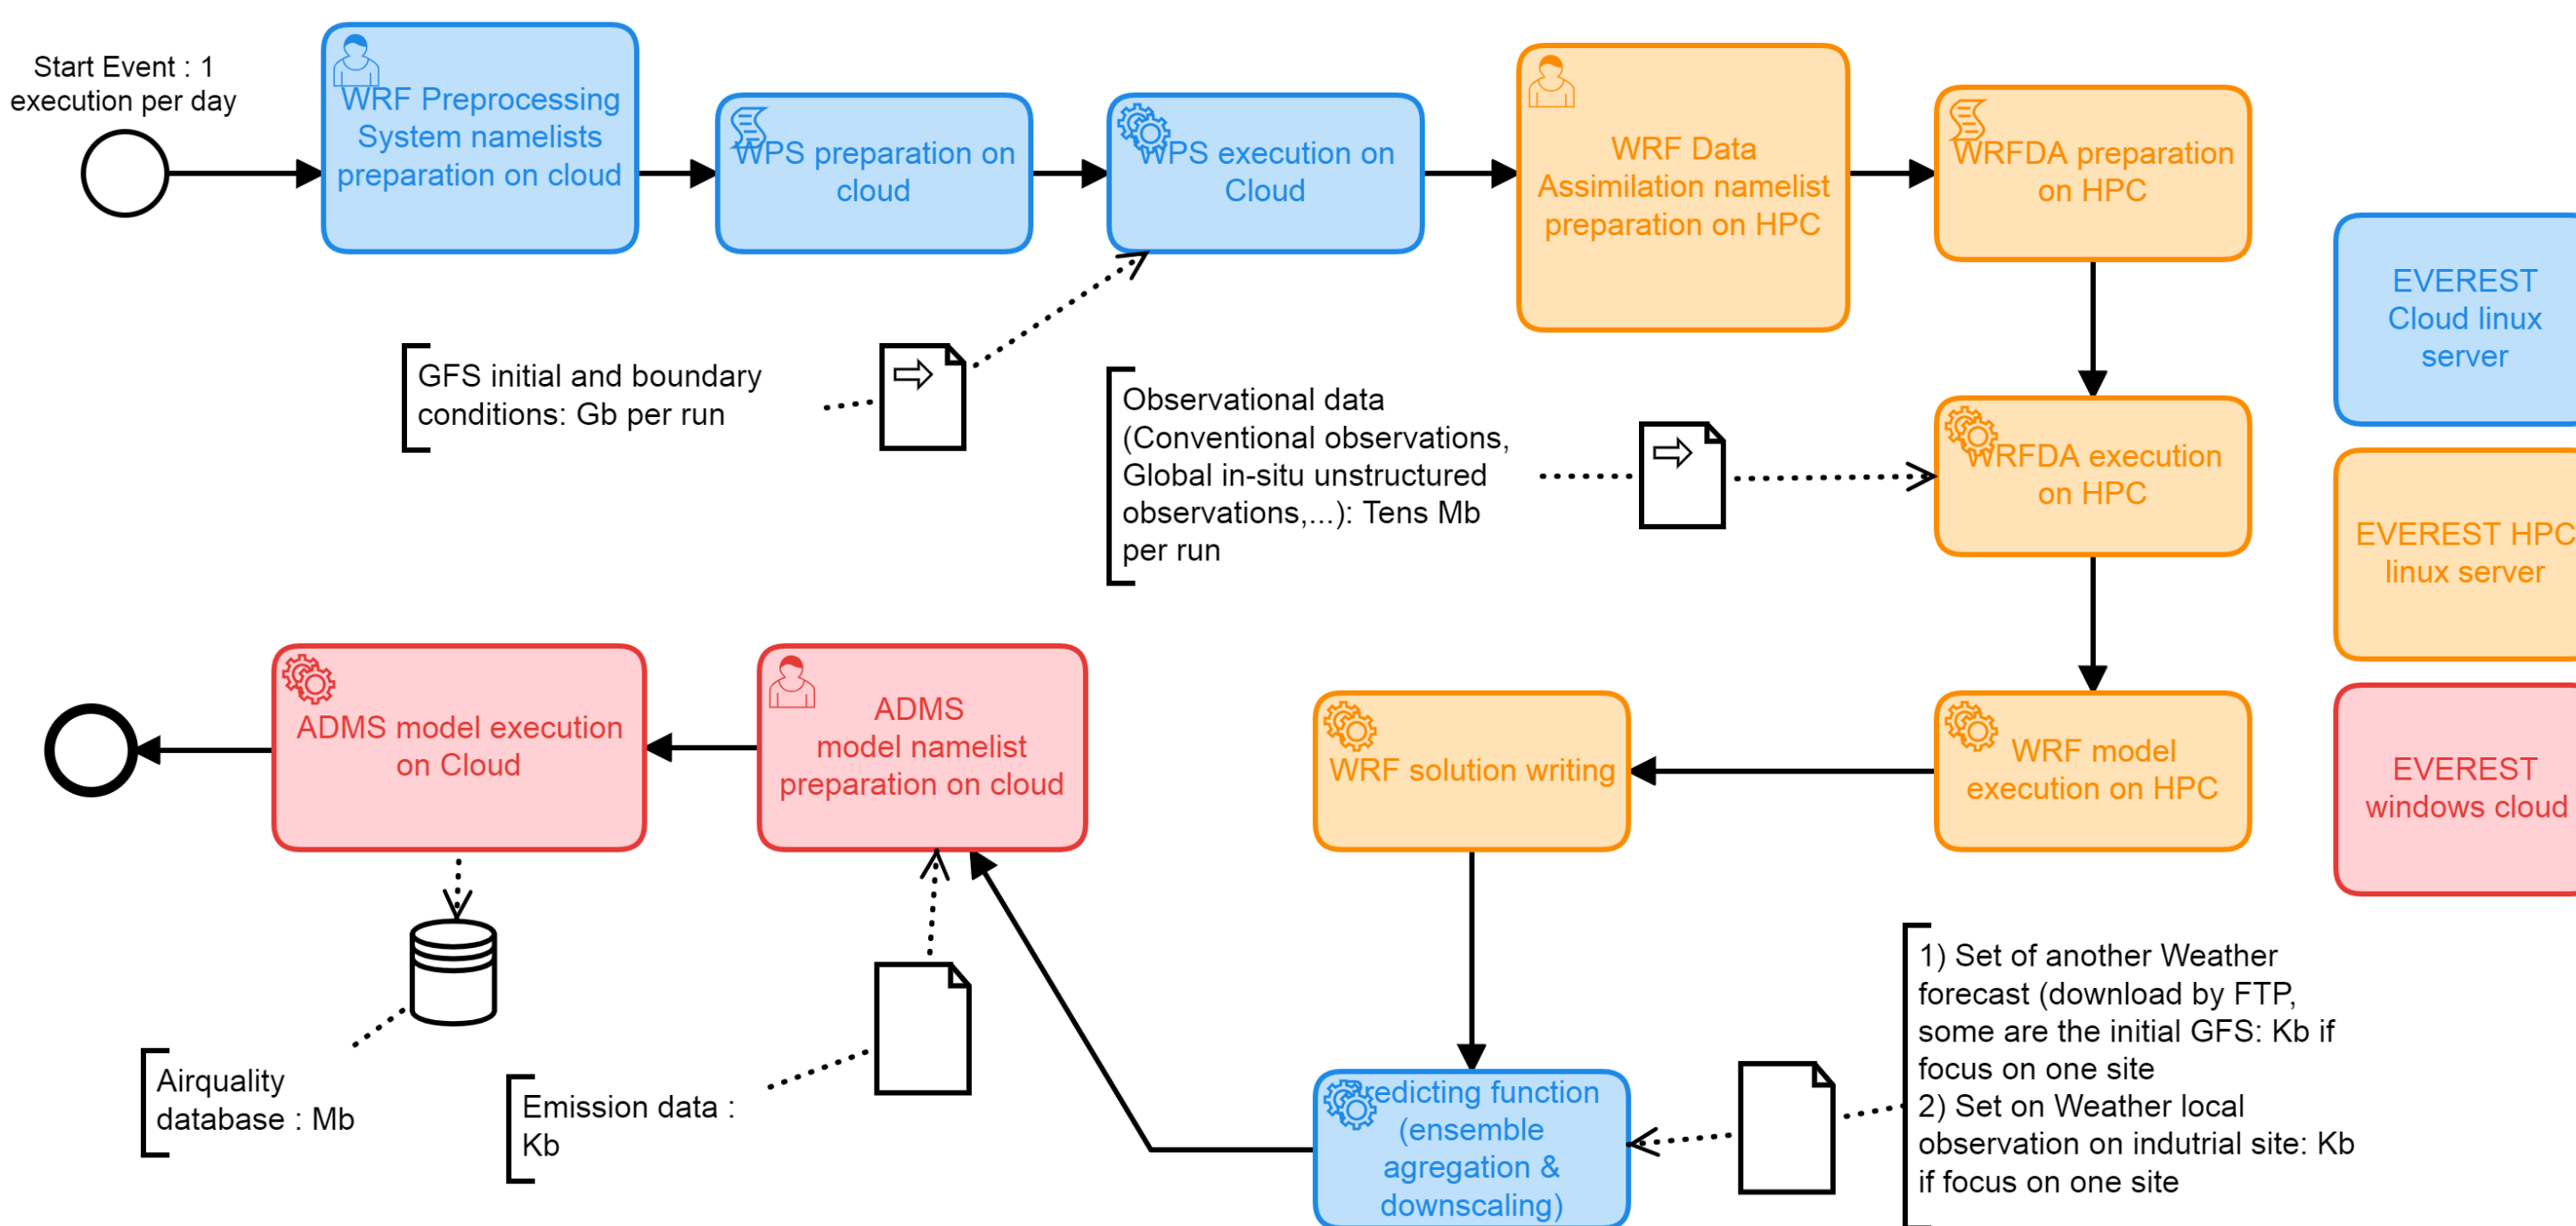 Start Event : 1
execution per day
WRF Preprocessing
System namelists
preparation on cloud
WPS preparation on
cloud
WPS execution on
Cloud
WRF Data
Assimilation namelist
preparation on HPC
WRFDA preparation
on HPC
EVEREST
Cloud linux
server
GFS initial and boundary
conditions: Gb per run
Observational data
(Conventional observations,
Global in-situ unstructured
observations,...): Tens Mb
per run
WRFDA execution
on HPC
EVEREST HPC
linux server
ADMS model execution
on Cloud
ADMS
model namelist
preparation on cloud
WRF solution writing
WRF model
execution on HPC
EVEREST
windows cloud
Airquality
database : Mb
Emission data :
Kb
Predicting function
(ensemble
agregation &
downscaling)
1) Set of another Weather
forecast (download by FTP,
some are the initial GFS: Kb if
focus on one site
2) Set on Weather local
observation on indutrial site: Kb
if focus on one site